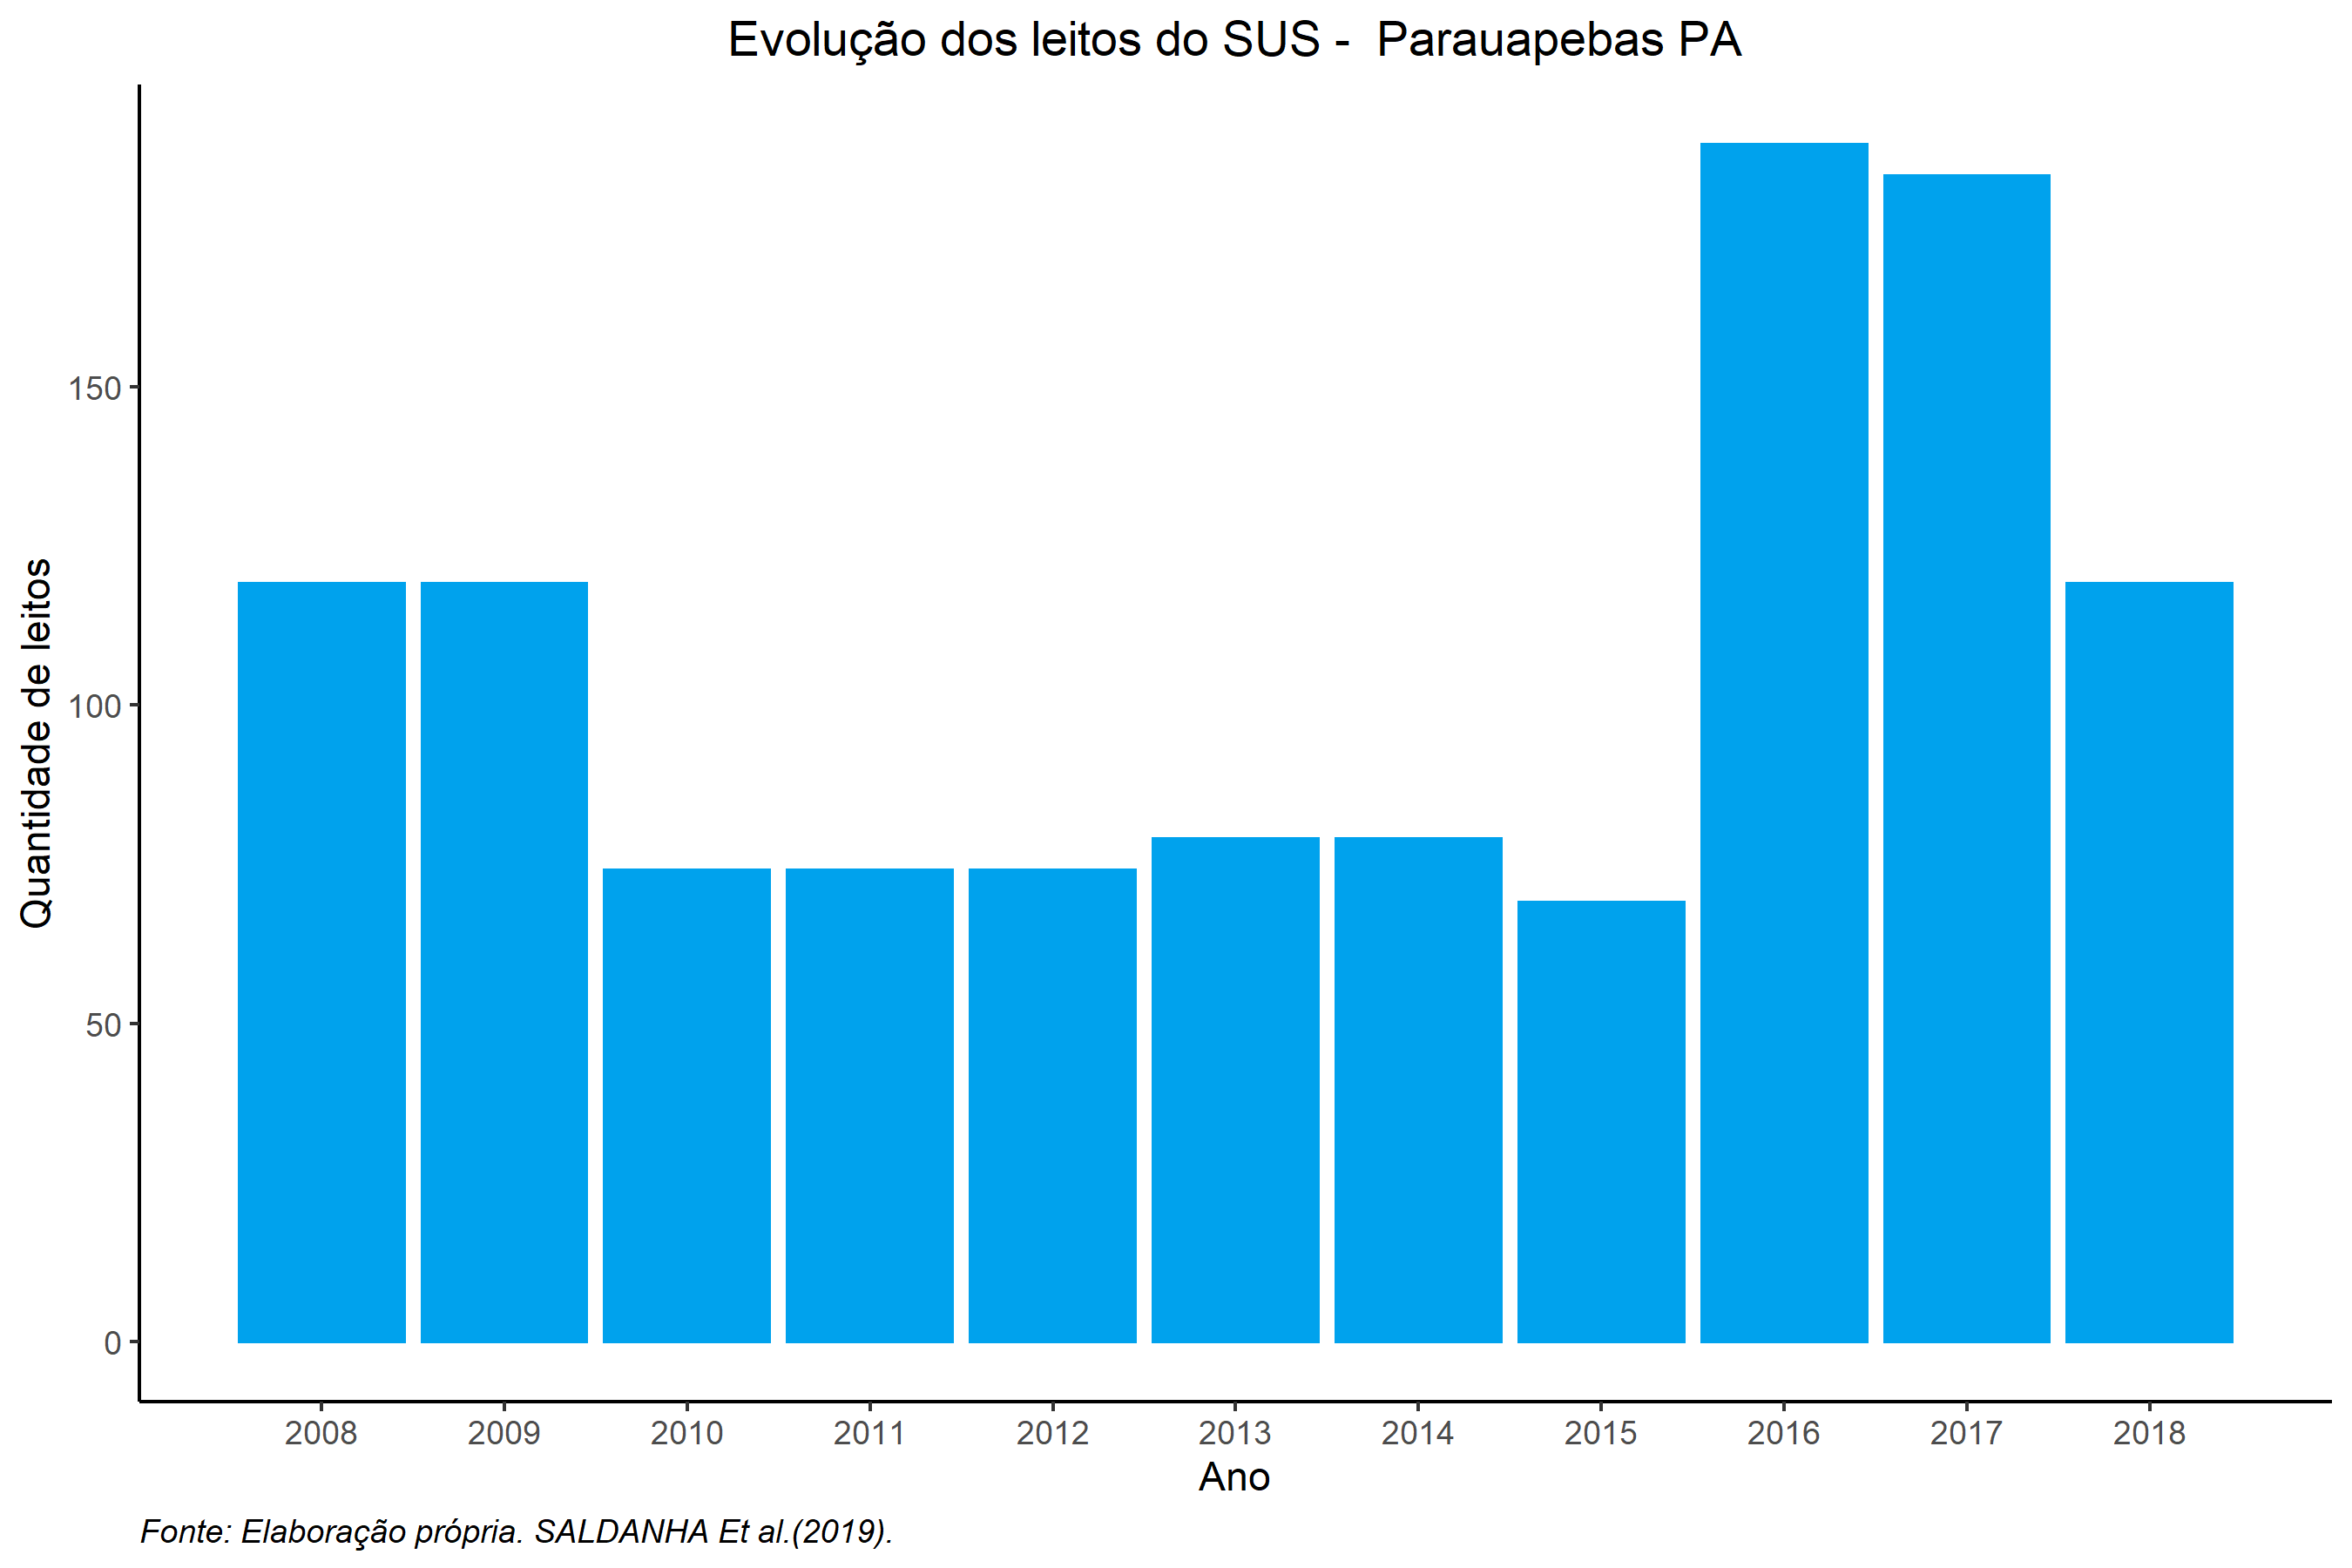 Evolução dos leitos do SUS -  Parauapebas PA
Quantidade de leitos
150
100
50
0
2008 2009 2010 2011 2012 2013 2014 2015 2016 2017 2018
Ano
Fonte: Elaboração própria. SALDANHA Et al.(2019).